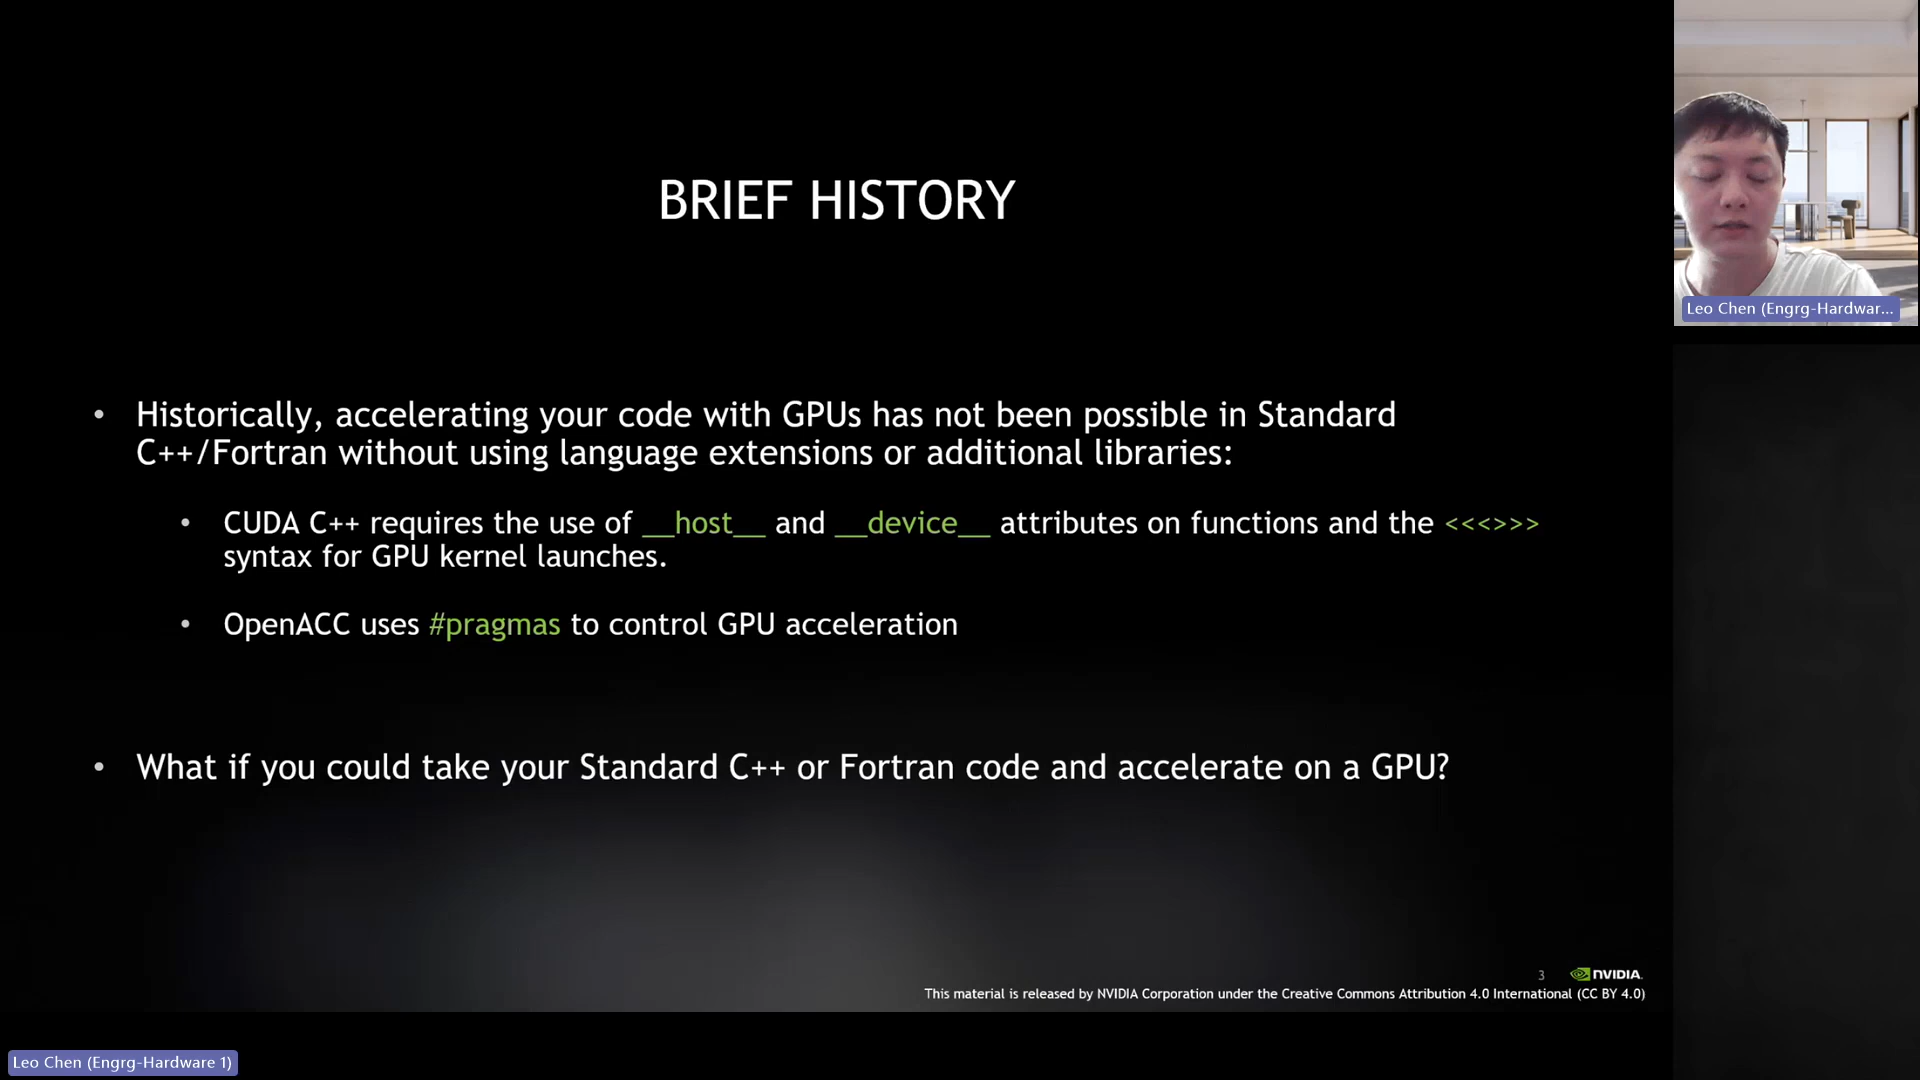 BRIEF HISTORY
• Historically, accelerating your code with GPUs has not been possible in Standard
C++/Fortran without using language extensions or additional libraries:
• CUDA C++ requires the use of __host__ and __device__ attributes on functions and the <<<>>>
syntax for GPU kernel launches.
• OpenACC uses #pragmas to control GPU acceleration
• What if you could take your Standard C++ or Fortran code and accelerate on a GPU?
3 NVIDIA.
This material is released by NVIDIA Corporation under the Creative Commons Attribution 4.0 International (CC BY 4.0)
Leo Chen (Engrg-Hardwar...
Leo Chen (Engrg-Hardware 1)